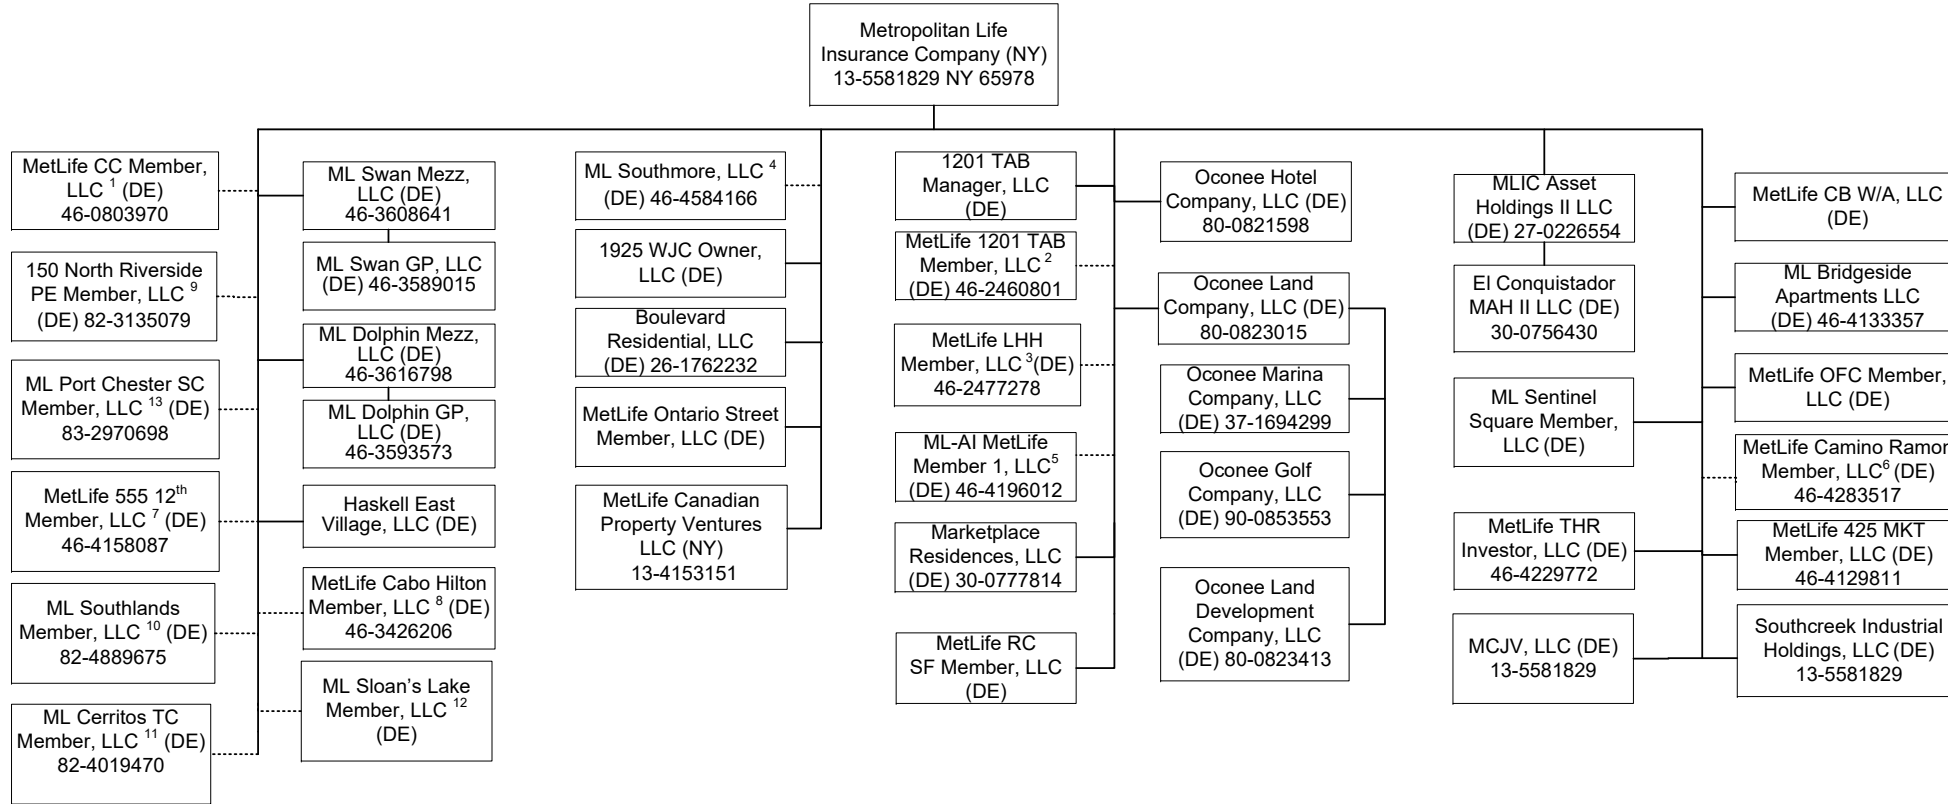 Metropolitan Life
Insurance Company (NY)
13-5581829 NY 65978
MetLife CC Member,
LLC 1 (DE)
46-0803970
150 North Riverside
PE Member, LLC 9
(DE) 82-3135079
ML Port Chester SC
Member, LLC 13 (DE)
83-2970698
MetLife 555 12th
Member, LLC 7 (DE)
46-4158087
ML Southlands
Member, LLC 10 (DE)
82-4889675
ML Cerritos TC
Member, LLC 11 (DE)
82-4019470
ML Swan Mezz,
LLC (DE)
46-3608641
ML Swan GP, LLC
(DE) 46-3589015
ML Dolphin Mezz,
LLC (DE)
46-3616798
ML Dolphin GP,
LLC (DE)
46-3593573
Haskell East
Village, LLC (DE)
MetLife Cabo Hilton
Member, LLC 8 (DE)
46-3426206
ML Sloan’s Lake
Member, LLC 12
(DE)
ML Southmore, LLC 4
(DE) 46-4584166
1925 WJC Owner,
LLC (DE)
Boulevard
Residential, LLC
(DE) 26-1762232
MetLife Ontario Street
Member, LLC (DE)
MetLife Canadian
Property Ventures
LLC (NY)
13-4153151
1201 TAB
Manager, LLC
(DE)
MetLife 1201 TAB
Member, LLC 2
(DE) 46-2460801
MetLife LHH
Member, LLC 3(DE)
46-2477278
ML-AI MetLife
Member 1, LLC5
(DE) 46-4196012
Marketplace
Residences, LLC
(DE) 30-0777814
MetLife RC
SF Member, LLC
(DE)
Oconee Hotel
Company, LLC (DE)
80-0821598
Oconee Land
Company, LLC (DE)
80-0823015
Oconee Marina
Company, LLC
(DE) 37-1694299
Oconee Golf
Company, LLC
(DE) 90-0853553
Oconee Land
Development
Company, LLC
(DE) 80-0823413
MLIC Asset
Holdings II LLC
(DE) 27-0226554
El Conquistador
MAH II LLC (DE)
30-0756430
ML Sentinel
Square Member,
LLC (DE)
MetLife THR
Investor, LLC (DE)
46-4229772
MCJV, LLC (DE)
13-5581829
MetLife CB W/A, LLC
(DE)
ML Bridgeside
Apartments LLC
(DE) 46-4133357
MetLife OFC Member,
LLC (DE)
MetLife Camino Ramon
Member, LLC6 (DE)
46-4283517
MetLife 425 MKT
Member, LLC (DE)
46-4129811
Southcreek Industrial
Holdings, LLC (DE)
13-5581829